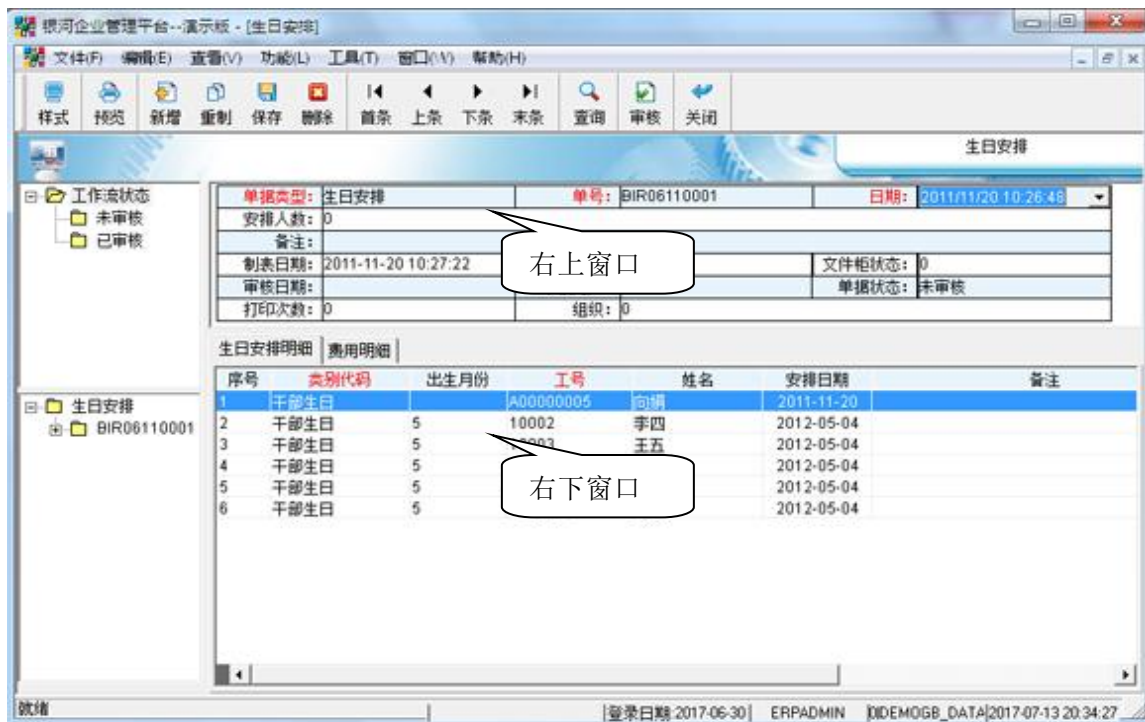 银河企业管理平台--演示版 - [生日安排]
文件(F) 编辑(E) 查看(V) 功能(L) 工具(T) 窗口(W) 帮助(H)
样式 预览 新增 重制 保存 删除 首条 上条 下条 末条 查询 审核 关闭
生日安排
工作流状态
未审核
已审核
生日安排
BIR06110001
单据类型: 生日安排 单号: BIR06110001 日期: 2011/11/20 10:26:48
安排人数: 0
备注:
制表日期: 2011-11-20 10:27:22 文件柜状态: 0
审核日期: 单据状态: 未审核
打印次数: 0 组织: 0
右上窗口
生日安排明细 费用明细
序号 类别代码 出生月份 工号 姓名 安排日期 备注
1 干部生日 A00000005 向娟 2011-11-20
2 干部生日 5 10002 李四 2012-05-04
3 干部生日 5 10003 王五 2012-05-04
4 干部生日 5 2012-05-04
5 干部生日 5 2012-05-04
6 干部生日 5 2012-05-04
右下窗口
就绪 登录日期:2017-06-30 ERPADMIN 2017-07-13 20:34:27